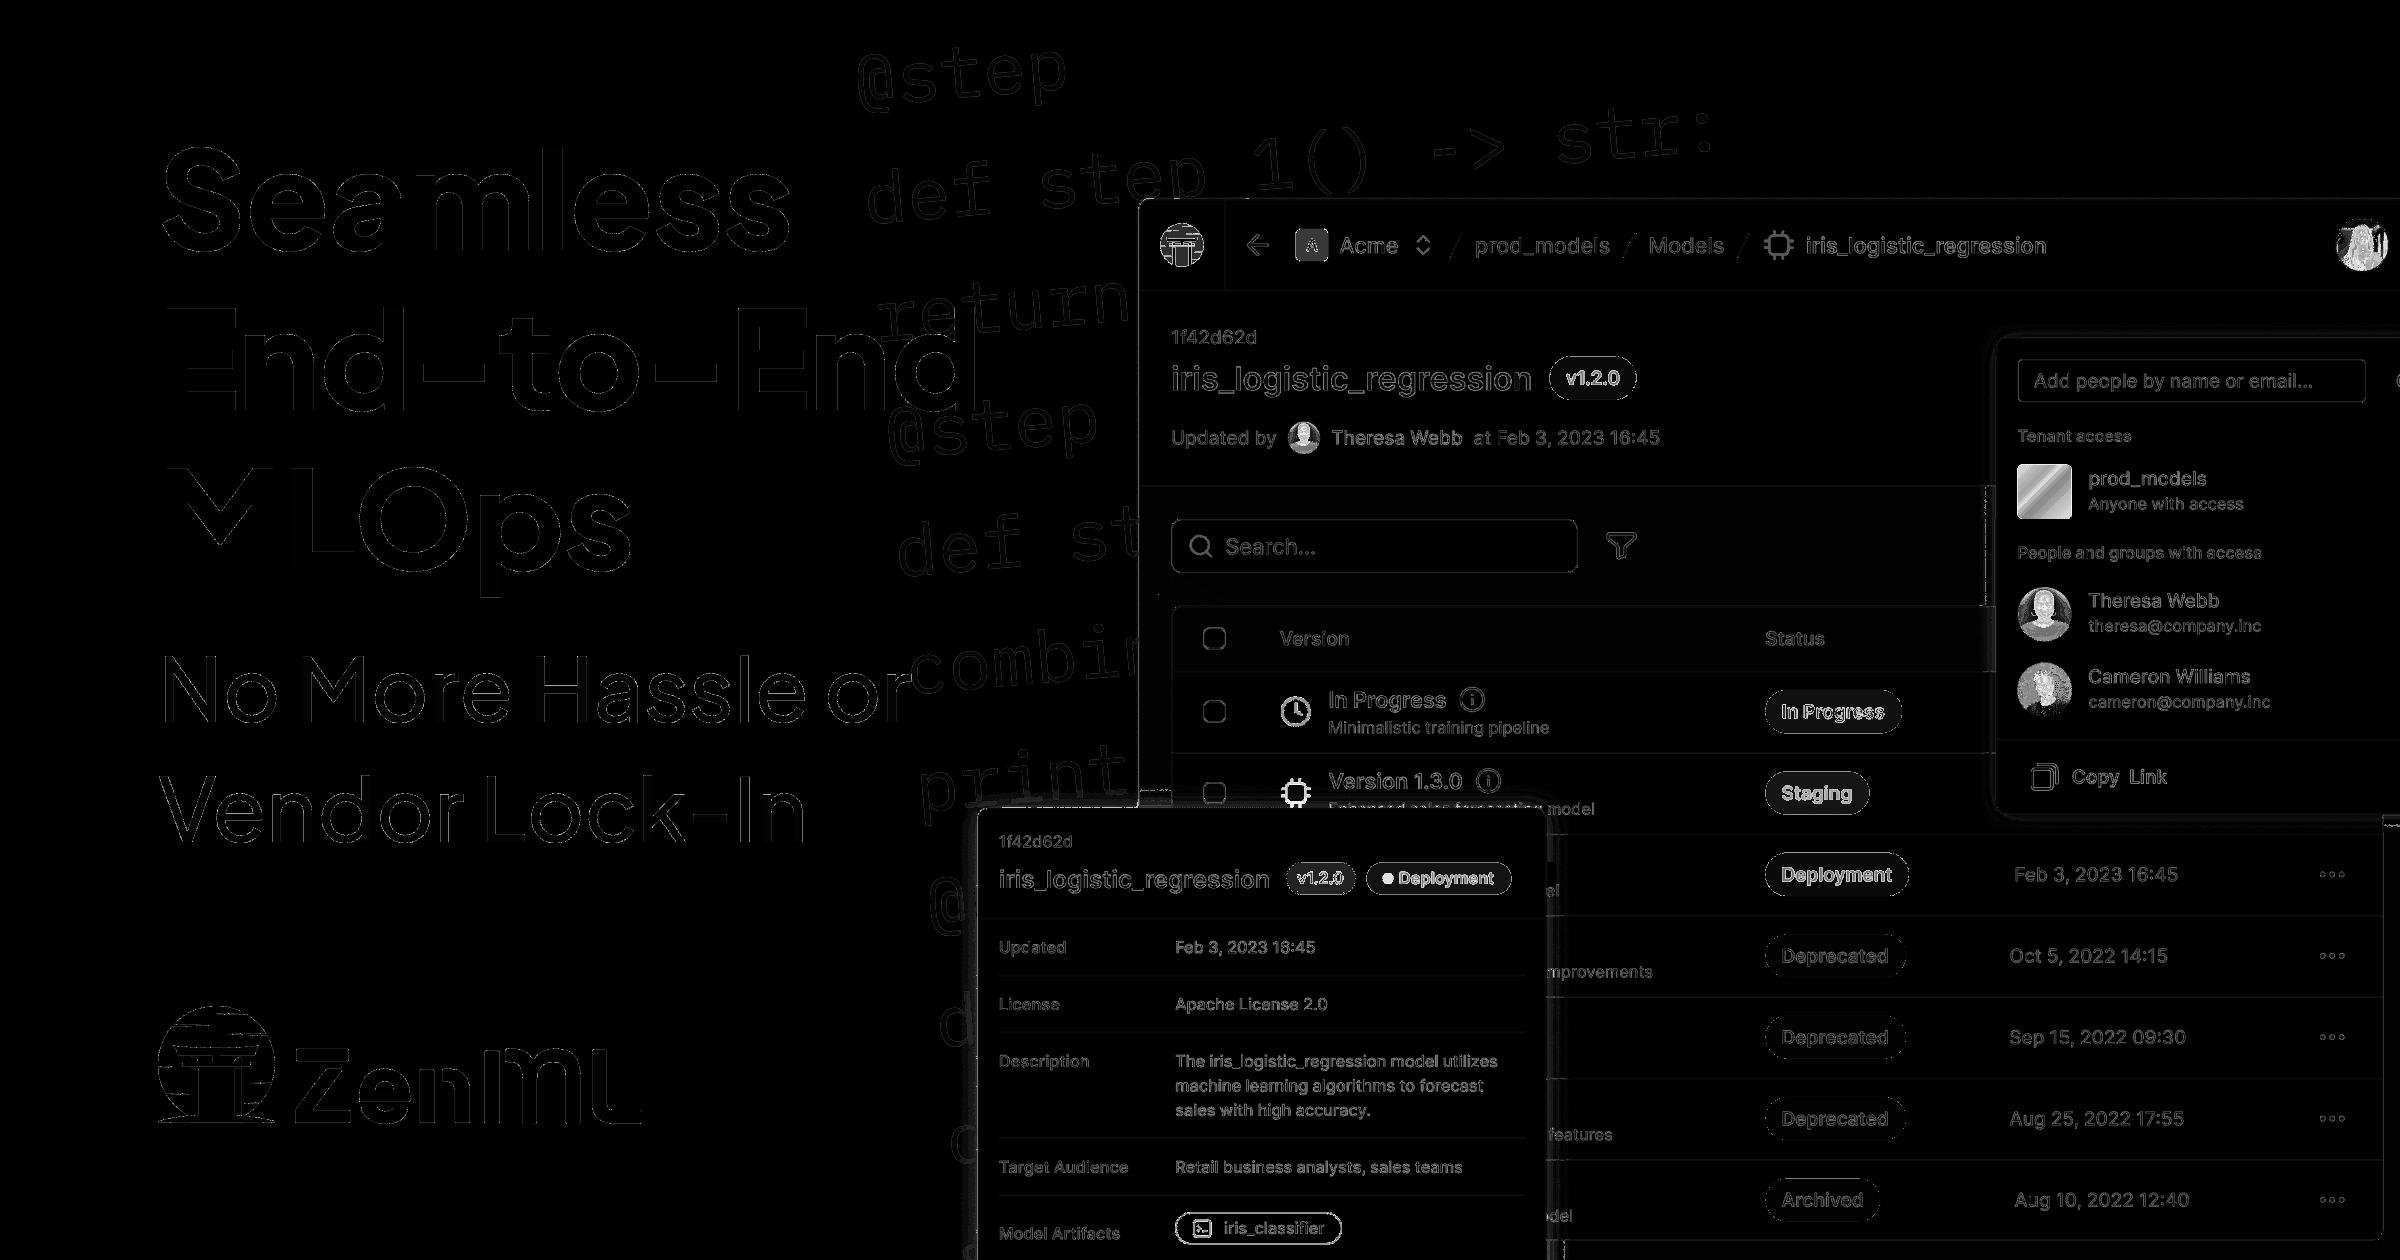 Seamless
End-to-End
MLOps
No More Hassle or
Vendor Lock-In
ZenML
@step
def step_1() -> str:
return
@step
def st
combin
print
@
d
Acme / prod_models / Models / iris_logistic_regression
1f42d62d
iris_logistic_regression v1.2.0
Updated by Theresa Webb at Feb 3, 2023 16:45
Search...
Version Status
In Progress In Progress
Minimalistic training pipeline
Version 1.3.0 Staging
Enhanced sales forecasting model
Deployment Feb 3, 2023 16:45
Deprecated Oct 5, 2022 14:15
mprovements
Deprecated Sep 15, 2022 09:30
Deprecated Aug 25, 2022 17:55
features
Archived Aug 10, 2022 12:40
del
Add people by name or email...
Tenant access
prod_models
Anyone with access
People and groups with access
Theresa Webb
theresa@company.inc
Cameron Williams
cameron@company.inc
Copy Link
1f42d62d
iris_logistic_regression v1.2.0 Deployment
Updated Feb 3, 2023 16:45
License Apache License 2.0
Description The iris_logistic_regression model utilizes
machine learning algorithms to forecast
sales with high accuracy.
Target Audience Retail business analysts, sales teams
Model Artifacts iris_classifier